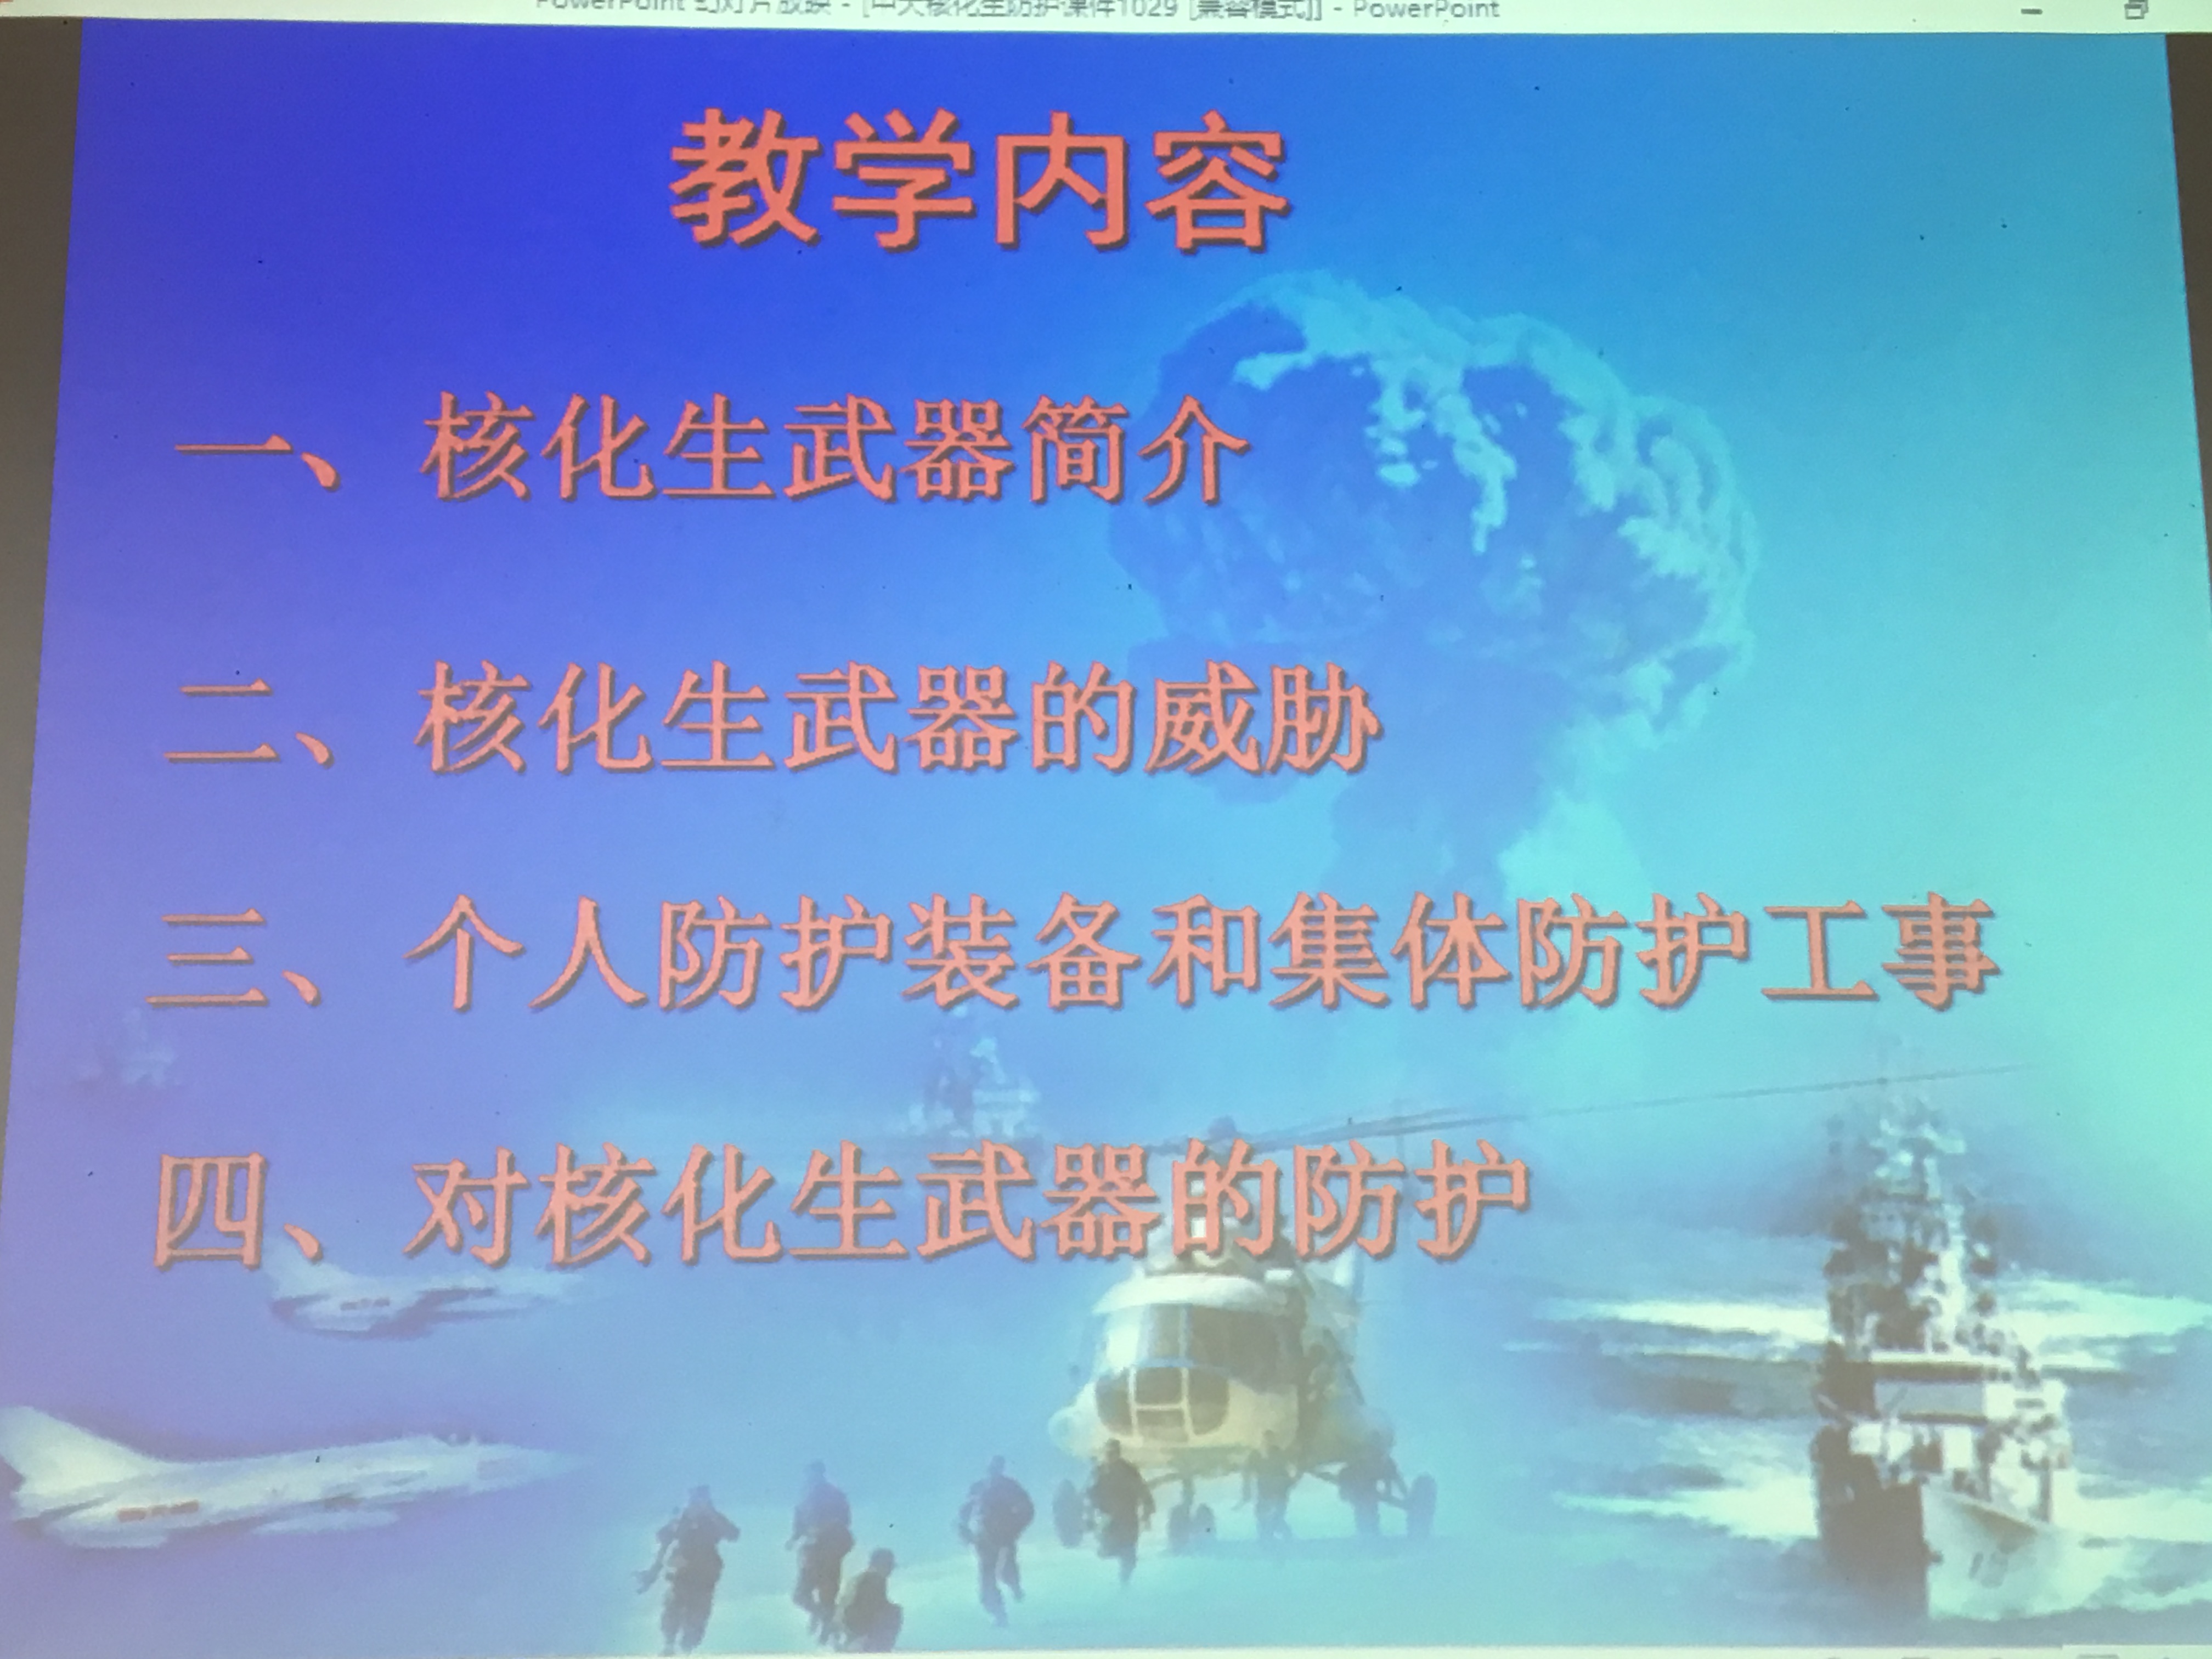 PowerPoint 幻灯片放映 - [中大核化生防护课件1029 [兼容模式]] - PowerPoint
教学内容
一、核化生武器简介
二、核化生武器的威胁
三、个人防护装备和集体防护工事
四、对核化生武器的防护